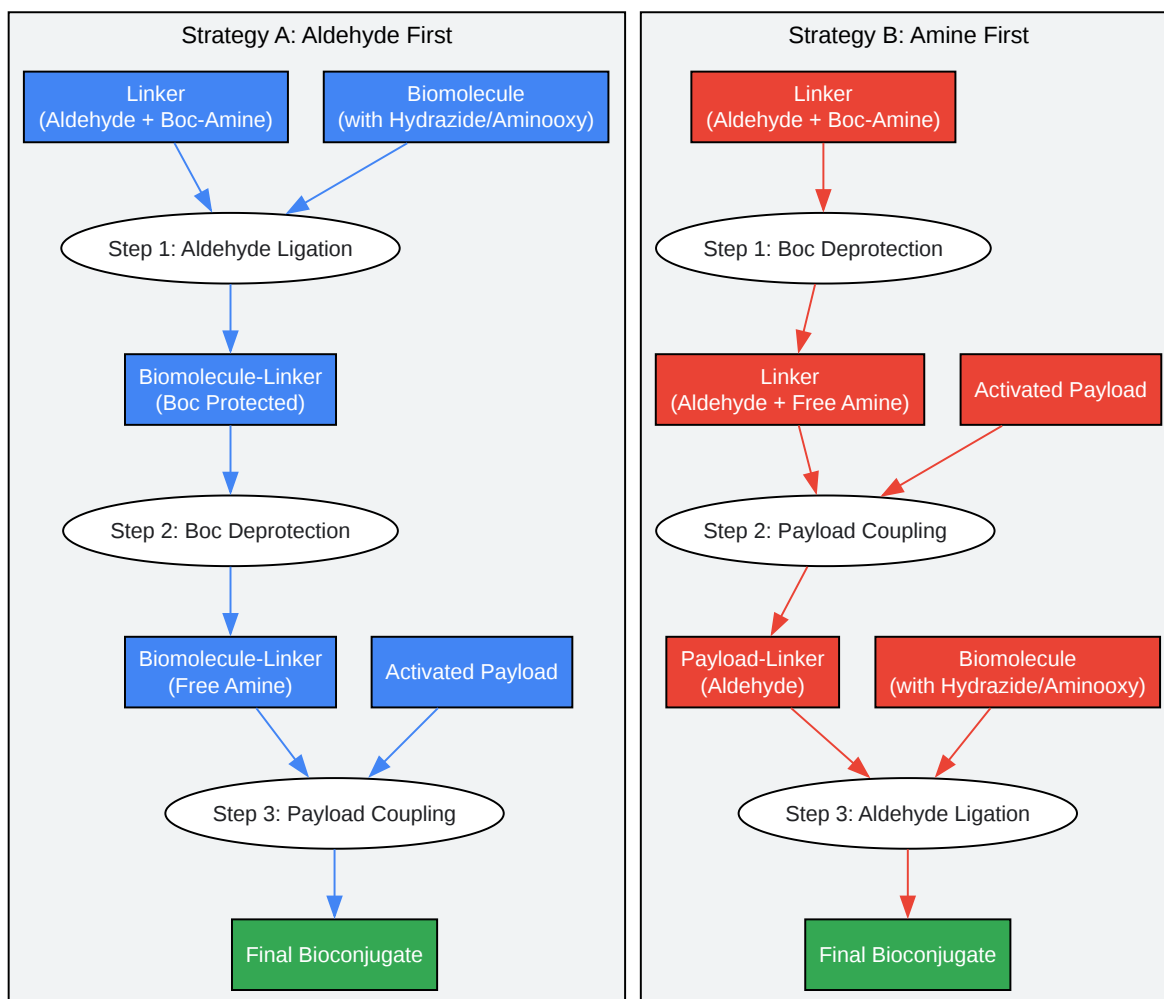 Strategy A: Aldehyde First
Linker
(Aldehyde + Boc-Amine)
Biomolecule
(with Hydrazide/Aminooxy)
Step 1: Aldehyde Ligation
Biomolecule-Linker
(Boc Protected)
Step 2: Boc Deprotection
Biomolecule-Linker
(Free Amine)
Activated Payload
Step 3: Payload Coupling
Final Bioconjugate
Strategy B: Amine First
Linker
(Aldehyde + Boc-Amine)
Step 1: Boc Deprotection
Linker
(Aldehyde + Free Amine)
Activated Payload
Step 2: Payload Coupling
Payload-Linker
(Aldehyde)
Biomolecule
(with Hydrazide/Aminooxy)
Step 3: Aldehyde Ligation
Final Bioconjugate